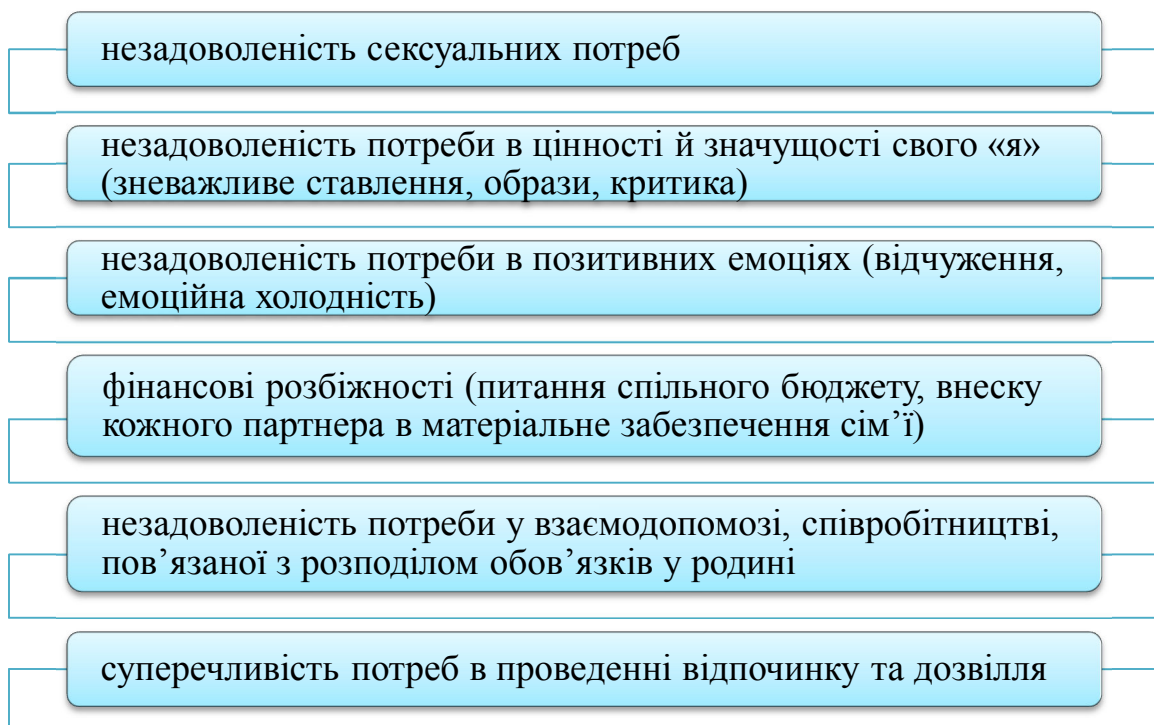 незадоволеність сексуальних потреб
незадоволеність потреби в цінності й значущості свого «я»
(зневажливе ставлення, образи, критика)
незадоволеність потреби в позитивних емоціях (відчуження,
емоційна холодність)
фінансові розбіжності (питання спільного бюджету, внеску
кожного партнера в матеріальне забезпечення сім’ї)
незадоволеність потреби у взаємодопомозі, співробітництві,
пов’язаної з розподілом обов’язків у родині
суперечливість потреб в проведенні відпочинку та дозвілля